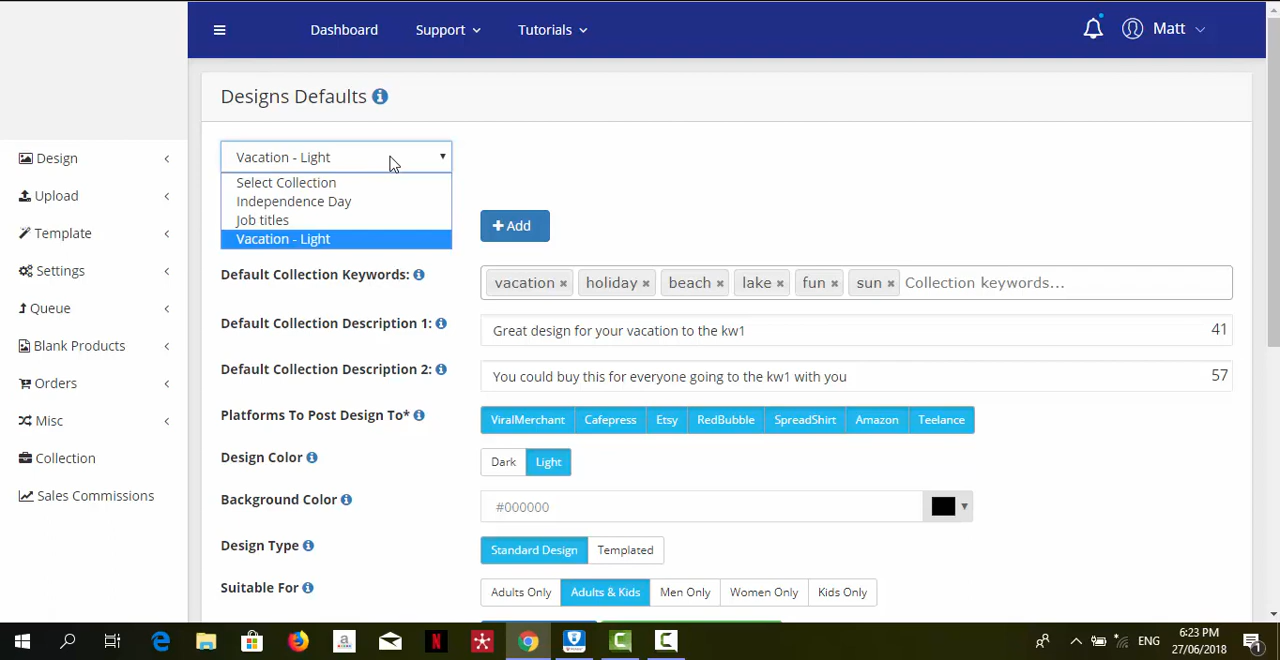 Dashboard Support Tutorials Matt
Designs Defaults
Vacation - Light
Select Collection
Independence Day
Job titles
Vacation - Light
Design
Upload
Template
Settings
Queue
Blank Products
Orders
Misc
Collection
Sales Commissions
+ Add
Default Collection Keywords: vacation × holiday × beach × lake × fun × sun × Collection keywords...
Default Collection Description 1: Great design for your vacation to the kw1 41
Default Collection Description 2: You could buy this for everyone going to the kw1 with you 57
Platforms To Post Design To* ViralMerchant Cafepress Etsy RedBubble SpreadShirt Amazon Teelance
Design Color Dark Light
Background Color #000000
Design Type Standard Design Templated
Suitable For Adults Only Adults & Kids Men Only Women Only Kids Only
ENG 6:23 PM
27/06/2018
1